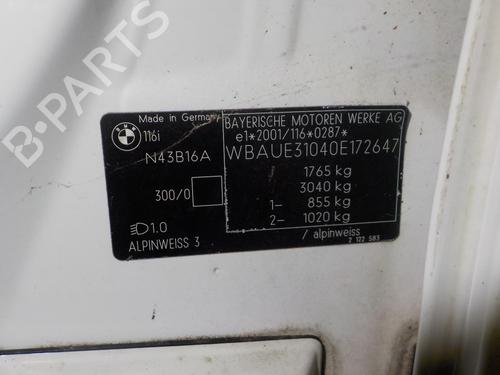 BMW
Made in Germany
116i
N43B16A
300/0
1.0
ALPINWEISS 3
BAYERISCHE MOTOREN WERKE AG
e1*2001/116*0287*
WBAUE31040E172647
1765 kg
3040 kg
1- 855 kg
2- 1020 kg
/ alpinweiss
2 122 583
B-PARTS